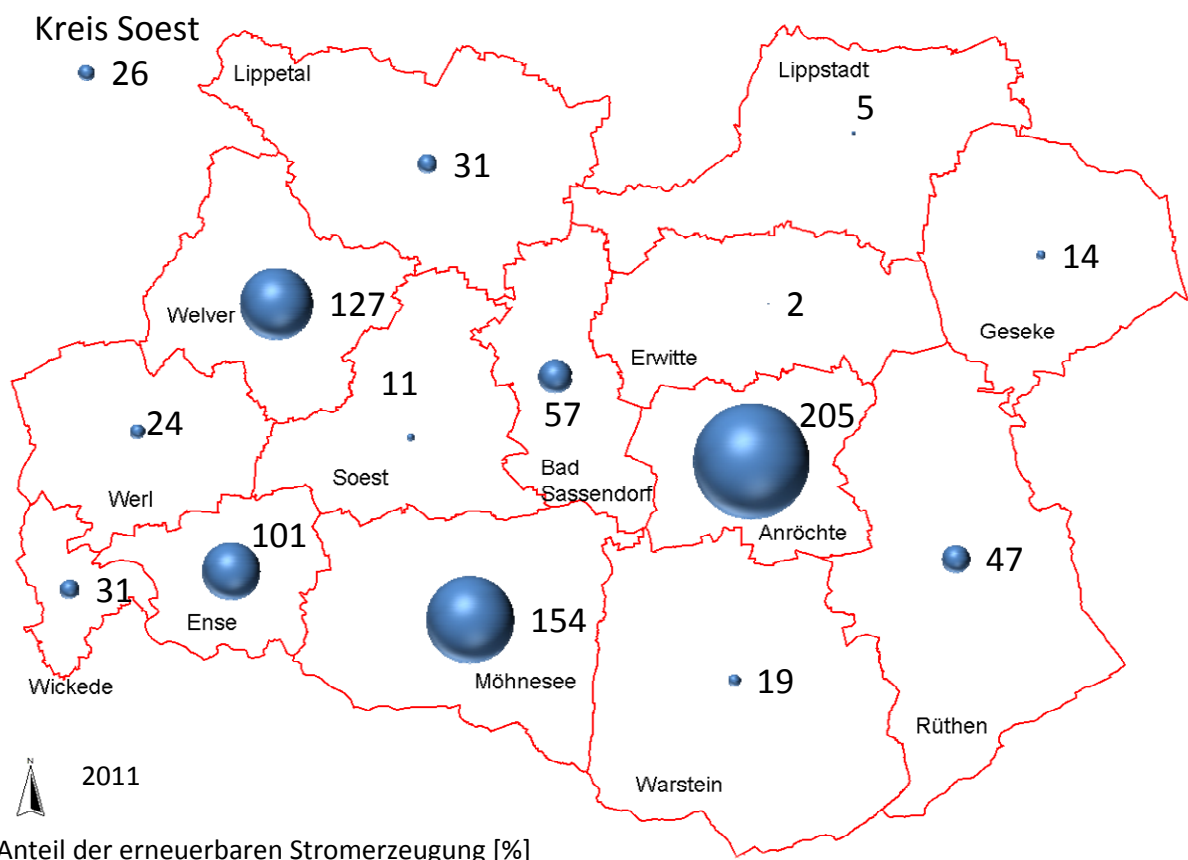 Kreis Soest
26
Lippetal
31
Lippstadt
5
14
Geseke
Welver
127
2
Erwitte
11
Soest
57
Bad
Sassendorf
205
Anröchte
24
Werl
101
Ense
31
Wickede
154
Möhnesee
47
Rüthen
19
Warstein
N
2011
Anteil der erneuerbaren Stromerzeugung [%]